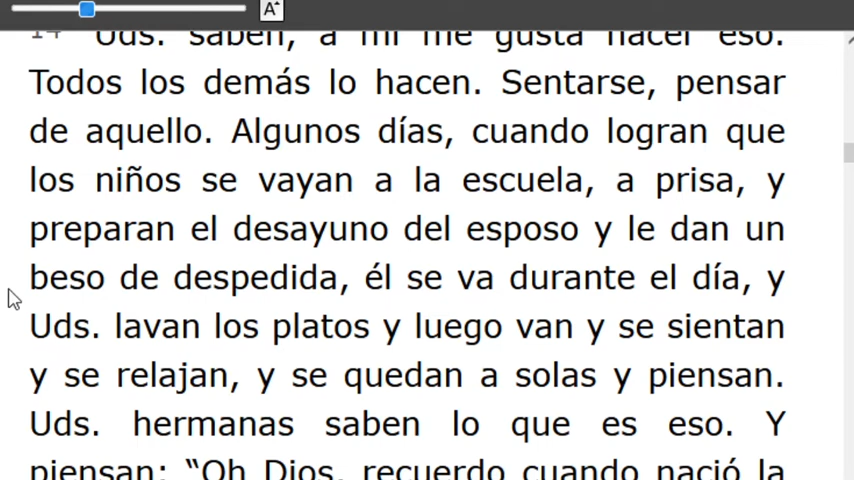 A
14 Uds. saben, a mí me gusta hacer eso.
Todos los demás lo hacen. Sentarse, pensar
de aquello. Algunos días, cuando logran que
los niños se vayan a la escuela, a prisa, y
preparan el desayuno del esposo y le dan un
beso de despedida, él se va durante el día, y
Uds. lavan los platos y luego van y se sientan
y se relajan, y se quedan a solas y piensan.
Uds. hermanas saben lo que es eso. Y
piensan: “Oh Dios, recuerdo cuando nació la